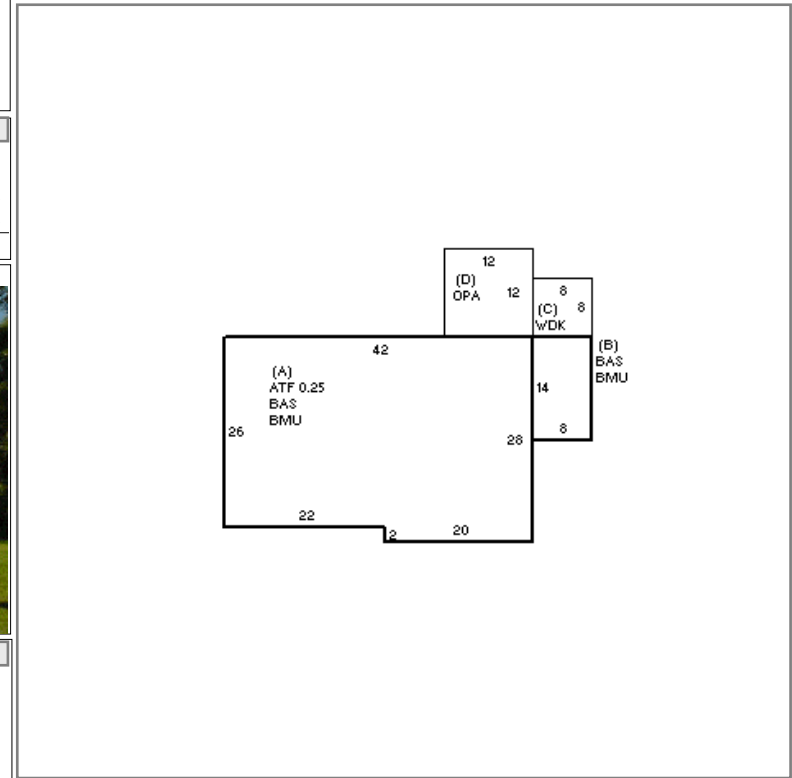 12
(D)
OPA 12
8
8
(C)
WDK
42
(B)
BAS
BMU
(A)
ATF 0.25
BAS
BMU
14
26
8
28
22
2
20